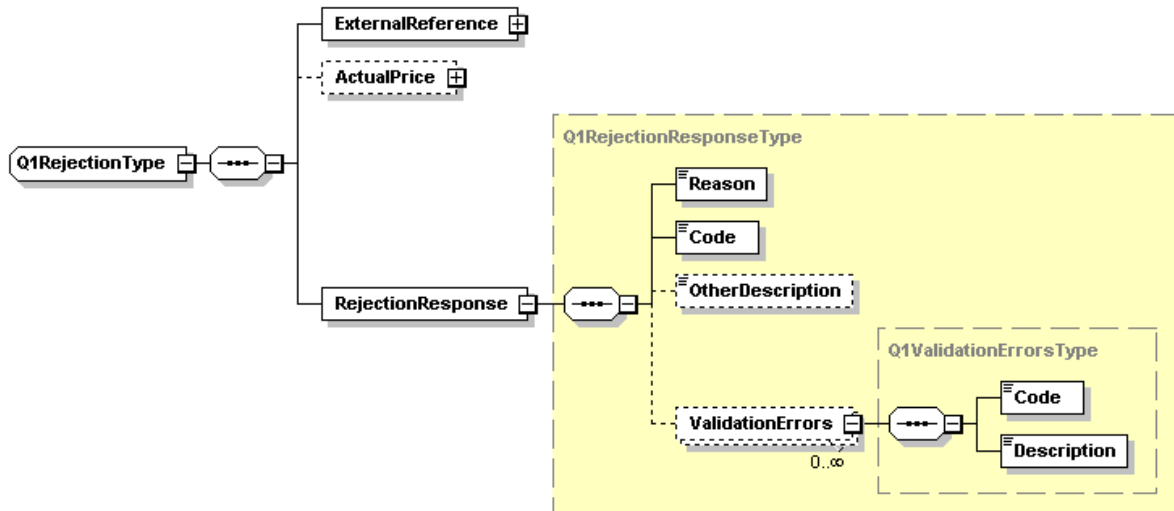 ExternalReference
ActualPrice
Q1RejectionResponseType
Q1RejectionType
Reason
Code
OtherDescription
RejectionResponse
Q1ValidationErrorsType
Code
ValidationErrors
Description
0..∞